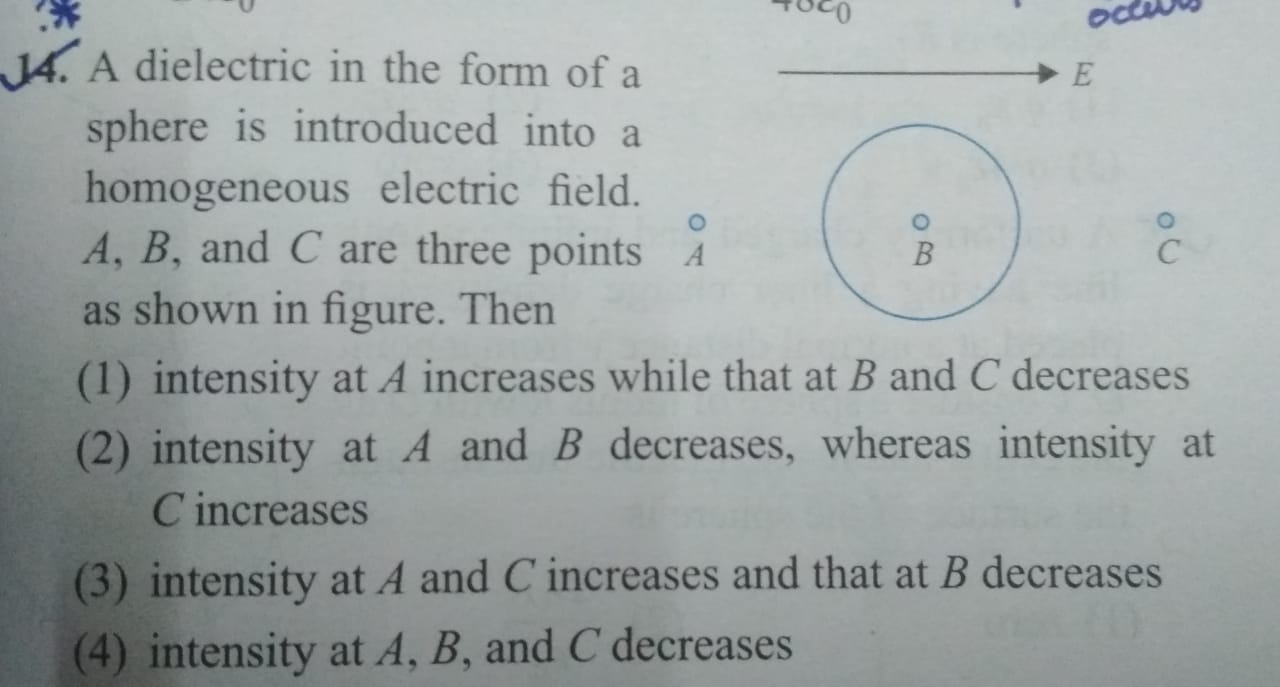 occurs
14. A dielectric in the form of a
sphere is introduced into a
homogeneous electric field.
A, B, and C are three points
as shown in figure. Then
E
A
B
C
(1) intensity at A increases while that at B and C decreases
(2) intensity at A and B decreases, whereas intensity at
C increases
(3) intensity at A and C increases and that at B decreases
(4) intensity at A, B, and C decreases